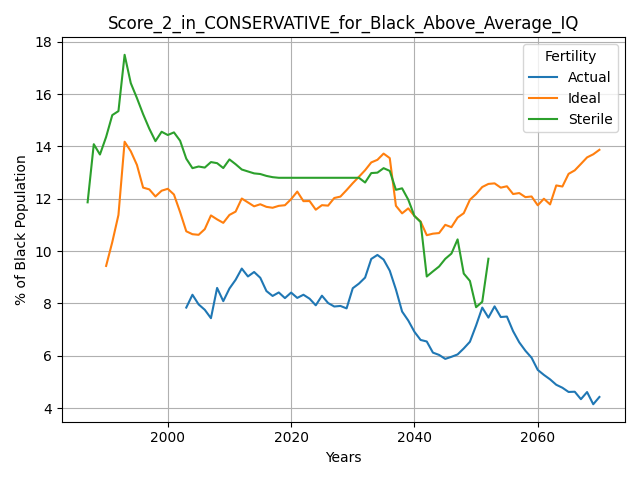 Score_2_in_CONSERVATIVE_for_Black_Above_Average_IQ
Fertility
Actual
Ideal
Sterile
% of Black Population
18
16
14
12
10
8
6
4
2000
2020
2040
2060
Years